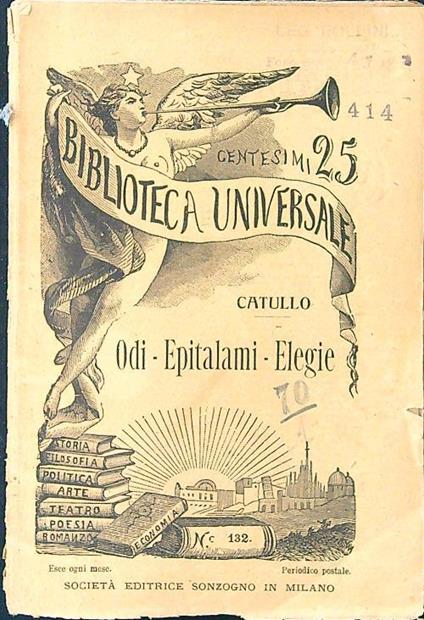 LEG
414
CENTESIMI 25
BIBLIOTECA UNIVERSALE
CATULLO
Odi - Epitalami - Elegie
70
STORIA
FILOSOFIA
POLITICA
ARTE
TEATRO
POESIA
ROMANZO
ECONOMIA
N.º 132.
Esce ogni mese.
Periodico postale.
SOCIETÀ EDITRICE SONZOGNO IN MILANO